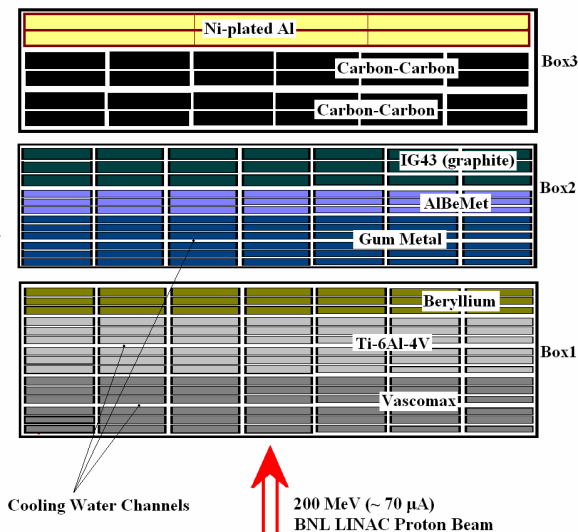 Ni-plated Al
Box3
Carbon-Carbon
Carbon-Carbon
IG43 (graphite)
Box2
AlBeMet
Gum Metal
Beryllium
Ti-6Al-4V
Box1
Vascomax
Cooling Water Channels
200 MeV (~ 70 μA)
BNL LINAC Proton Beam